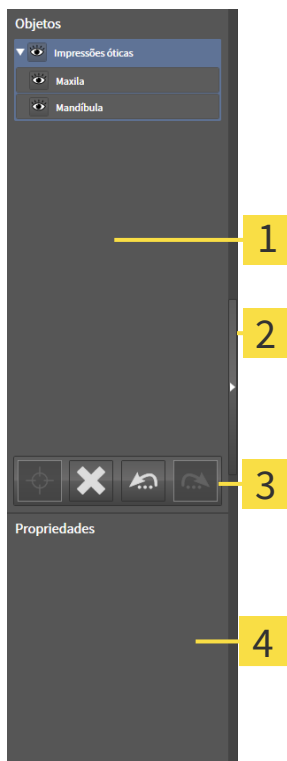 Objetos
Impressões óticas
Maxila
Mandíbula
1
2
3
Propriedades
4